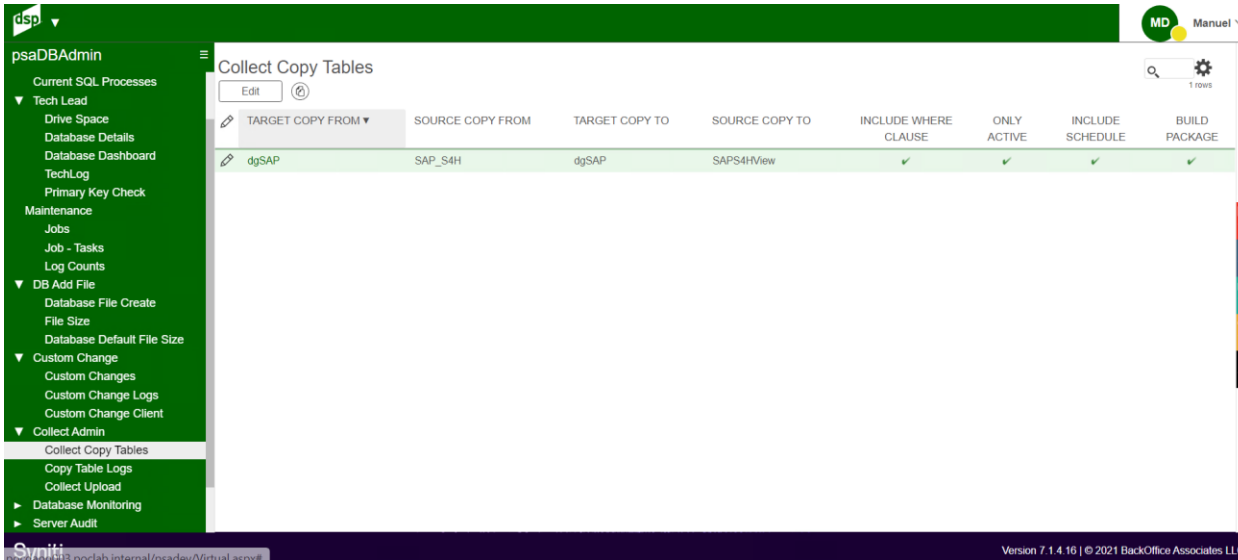 dsp
MD Manuel
psaDBAdmin
Current SQL Processes
Tech Lead
Drive Space
Database Details
Database Dashboard
TechLog
Primary Key Check
Maintenance
Jobs
Job - Tasks
Log Counts
DB Add File
Database File Create
File Size
Database Default File Size
Custom Change
Custom Changes
Custom Change Logs
Custom Change Client
Collect Admin
Collect Copy Tables
Copy Table Logs
Collect Upload
Database Monitoring
Server Audit
Collect Copy Tables
Edit
1 rows
TARGET COPY FROM SOURCE COPY FROM TARGET COPY TO SOURCE COPY TO INCLUDE WHERE CLAUSE ONLY ACTIVE INCLUDE SCHEDULE BUILD PACKAGE
dgSAP SAP_S4H dgSAP SAPS4HView
Syniti
Version 7.1.4.16 | © 2021 BackOffice Associates LL